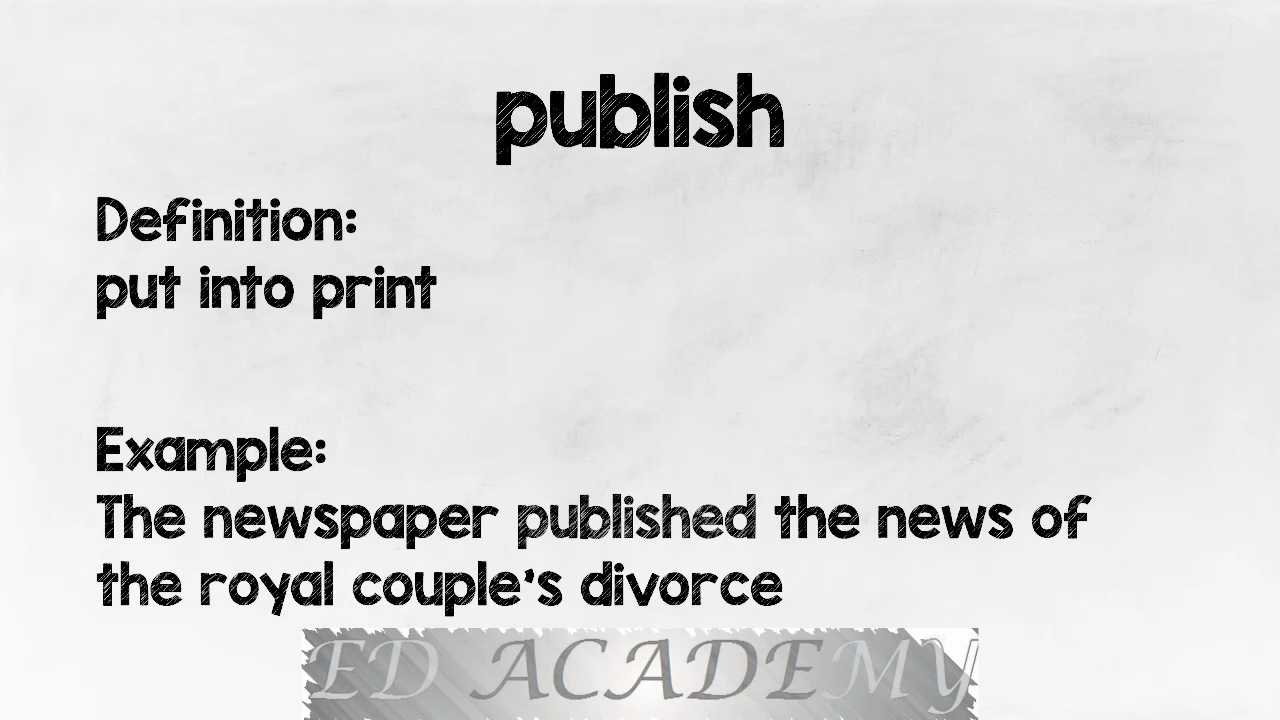 publish
Definition:
put into print
Example:
The newspaper published the news of
the royal couple's divorce
ED ACADEMY